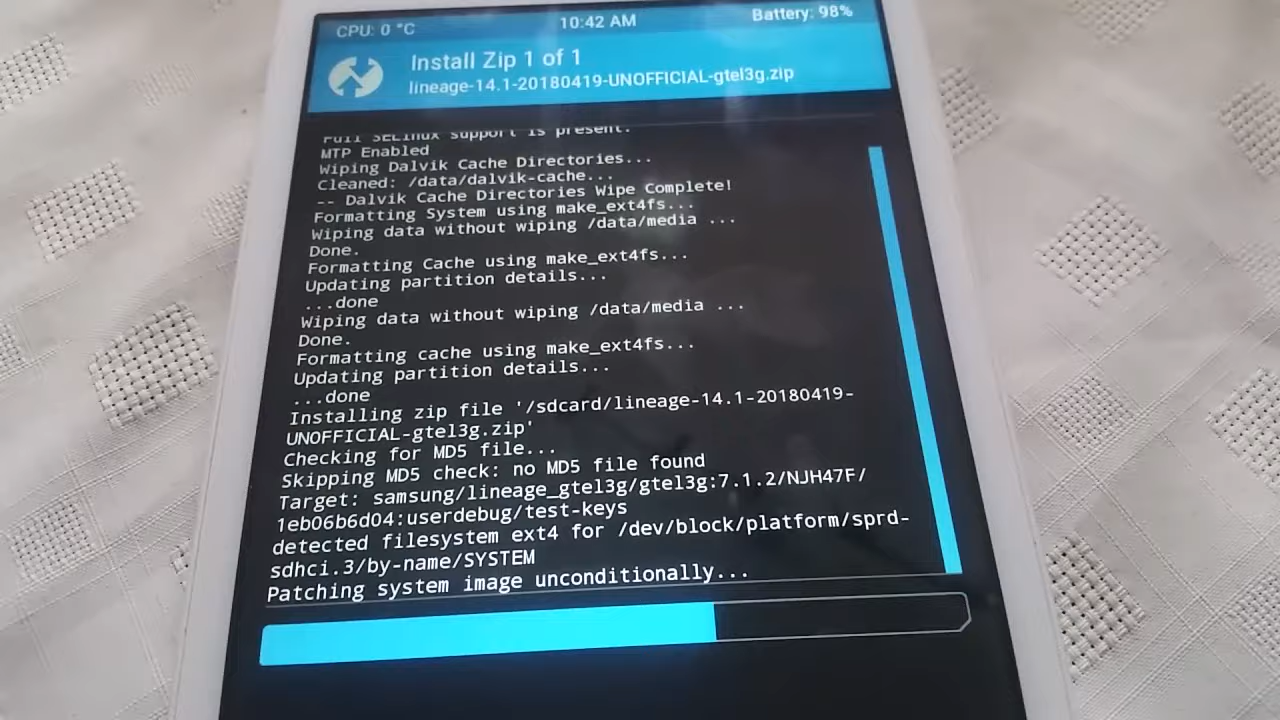 CPU: 0 °C
10:42 AM
Battery: 98%
Install Zip 1 of 1
lineage-14.1-20180419-UNOFFICIAL-gtel3g.zip
Full SELinux support is present.
MTP Enabled
Wiping Dalvik Cache Directories...
Cleaned: /data/dalvik-cache...
-- Dalvik Cache Directories Wipe Complete!
Formatting System using make_ext4fs...
Wiping data without wiping /data/media ...
Done.
Formatting Cache using make_ext4fs...
Updating partition details...
...done
Wiping data without wiping /data/media ...
Done.
Formatting cache using make_ext4fs...
Updating partition details...
...done
Installing zip file '/sdcard/lineage-14.1-20180419-
UNOFFICIAL-gtel3g.zip'
Checking for MD5 file...
Skipping MD5 check: no MD5 file found
Target: samsung/lineage_gtel3g/gtel3g:7.1.2/NJH47F/
1eb06b6d04:userdebug/test-keys
detected filesystem ext4 for /dev/block/platform/sprd-
sdhci.3/by-name/SYSTEM
Patching system image unconditionally...